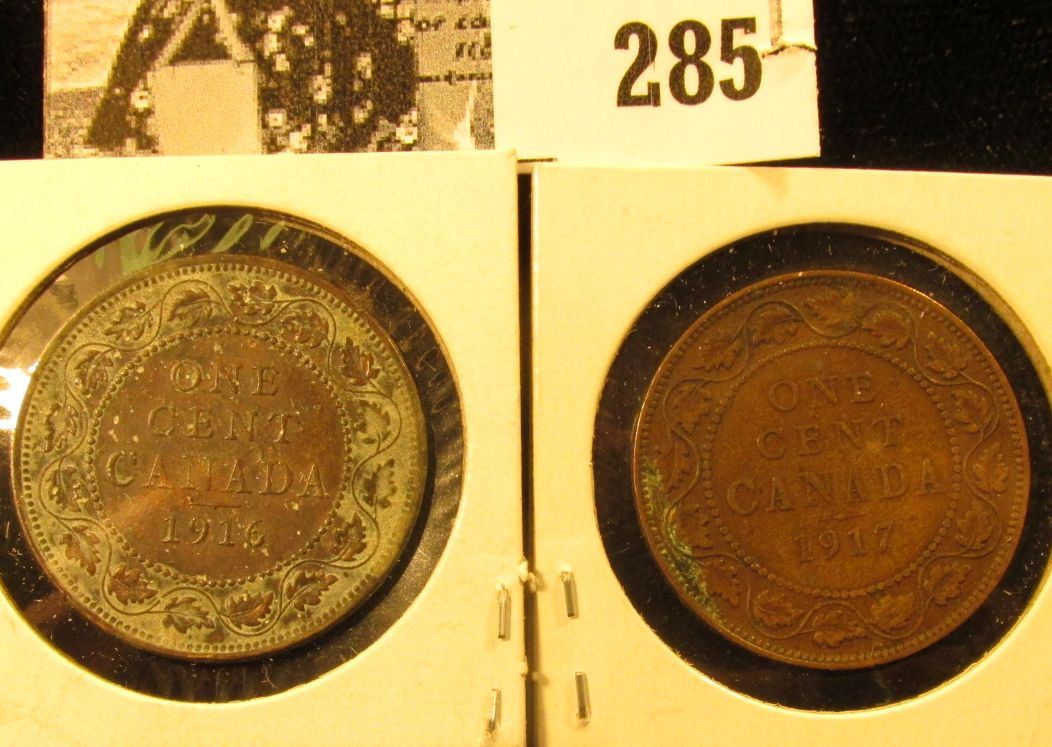 285
ONE
CENT
CANADA
1916
ONE
CENT
CANADA
1917